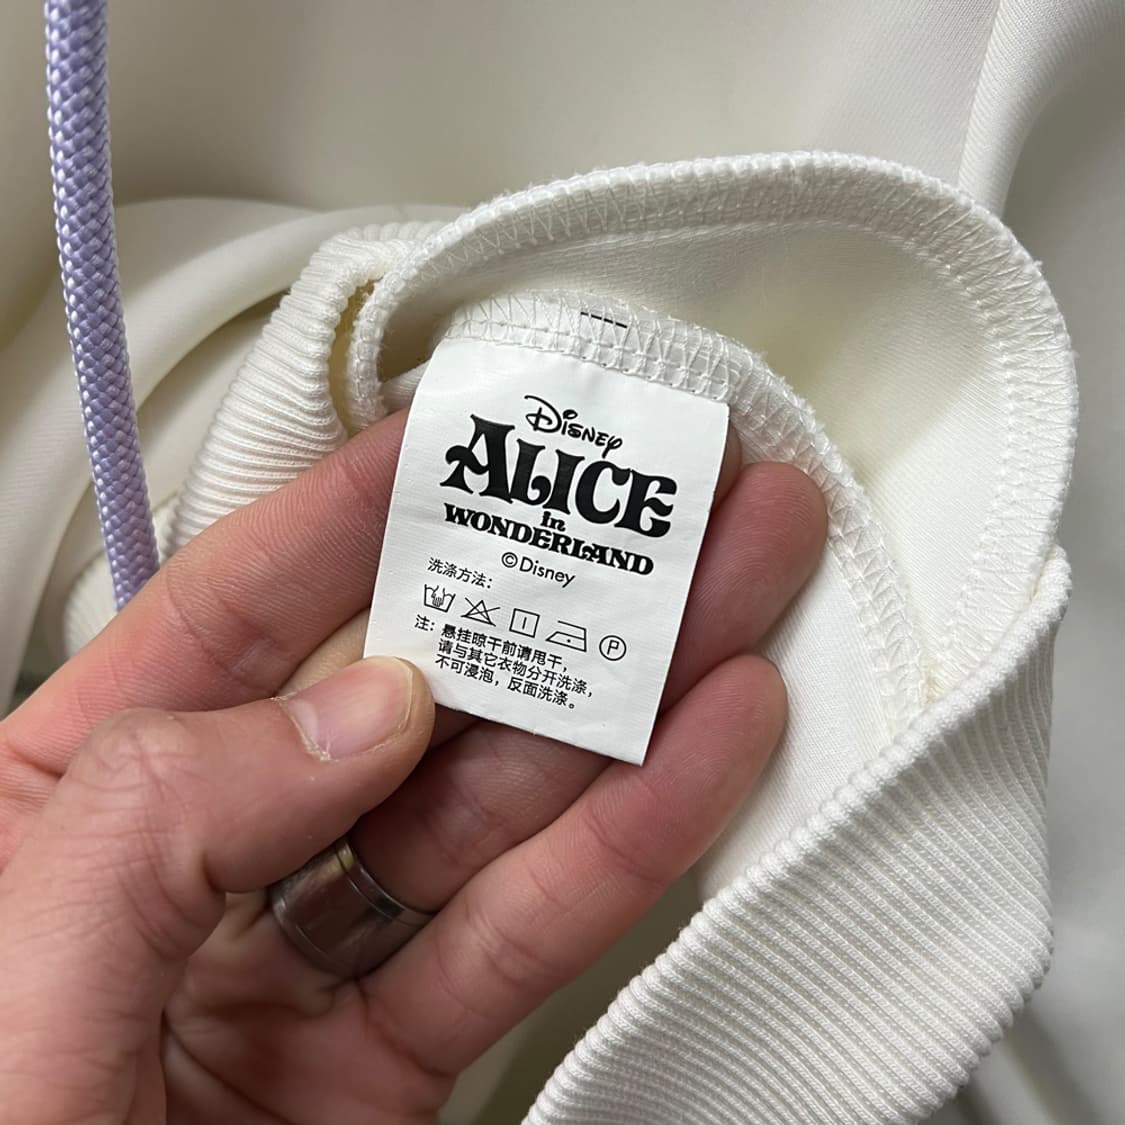 Disney
ALICE
in
WONDERLAND
©Disney
洗涤方法：
P
注：悬挂晾干前请甩干，
请与其它衣物分开洗涤，
不可浸泡，反面洗涤。